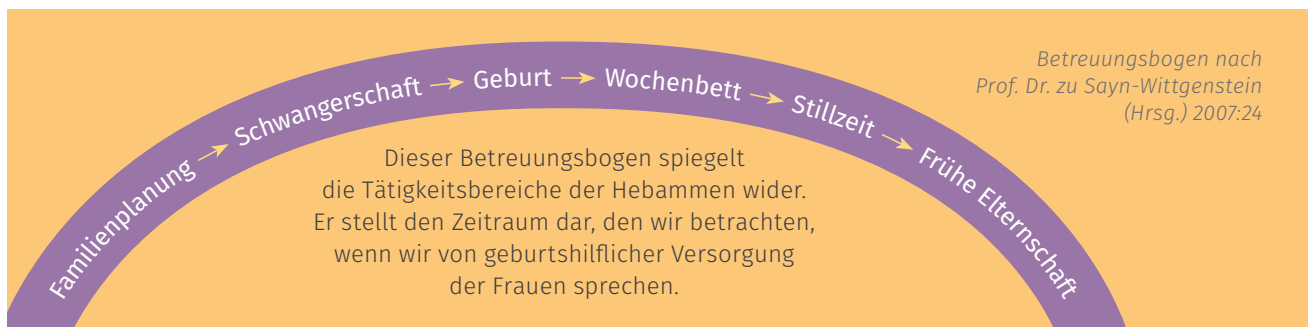 Familienplanung → Schwangerschaft → Geburt → Wochenbett → Stillzeit → Frühe Elternschaft
Betreuungsbogen nach
Prof. Dr. zu Sayn-Wittgenstein
(Hrsg.) 2007:24
Dieser Betreuungsbogen spiegelt
die Tätigkeitsbereiche der Hebammen wider.
Er stellt den Zeitraum dar, den wir betrachten,
wenn wir von geburtshilflicher Versorgung
der Frauen sprechen.